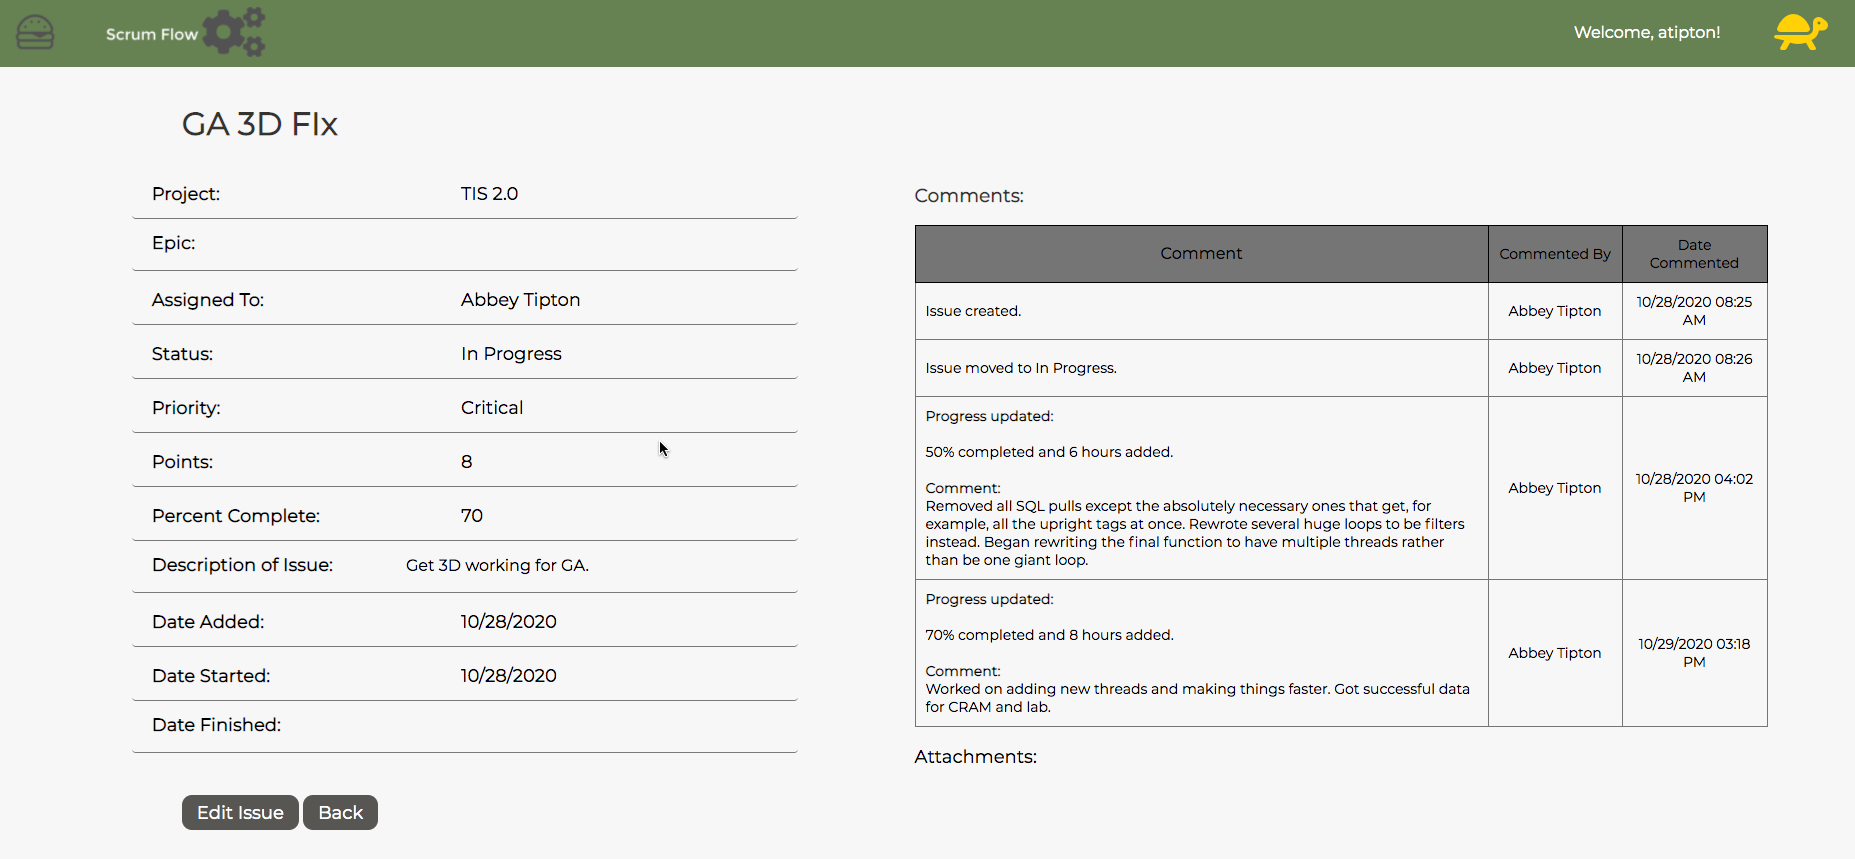 Scrum Flow
Welcome, atipton!
GA 3D FIx
Project: TIS 2.0
Epic:
Assigned To: Abbey Tipton
Status: In Progress
Priority: Critical
Points: 8
Percent Complete: 70
Description of Issue: Get 3D working for GA.
Date Added: 10/28/2020
Date Started: 10/28/2020
Date Finished:
Edit Issue Back
Comments:
Comment Commented By Date
Commented
Issue created. Abbey Tipton 10/28/2020 08:25
AM
Issue moved to In Progress. Abbey Tipton 10/28/2020 08:26
AM
Progress updated:
50% completed and 6 hours added.
Comment:
Removed all SQL pulls except the absolutely necessary ones that get, for
example, all the upright tags at once. Rewrote several huge loops to be filters
instead. Began rewriting the final function to have multiple threads rather
than be one giant loop.
Abbey Tipton
10/28/2020 04:02
PM
Progress updated:
70% completed and 8 hours added.
Comment:
Worked on adding new threads and making things faster. Got successful data
for CRAM and lab.
Abbey Tipton
10/29/2020 03:18
PM
Attachments: